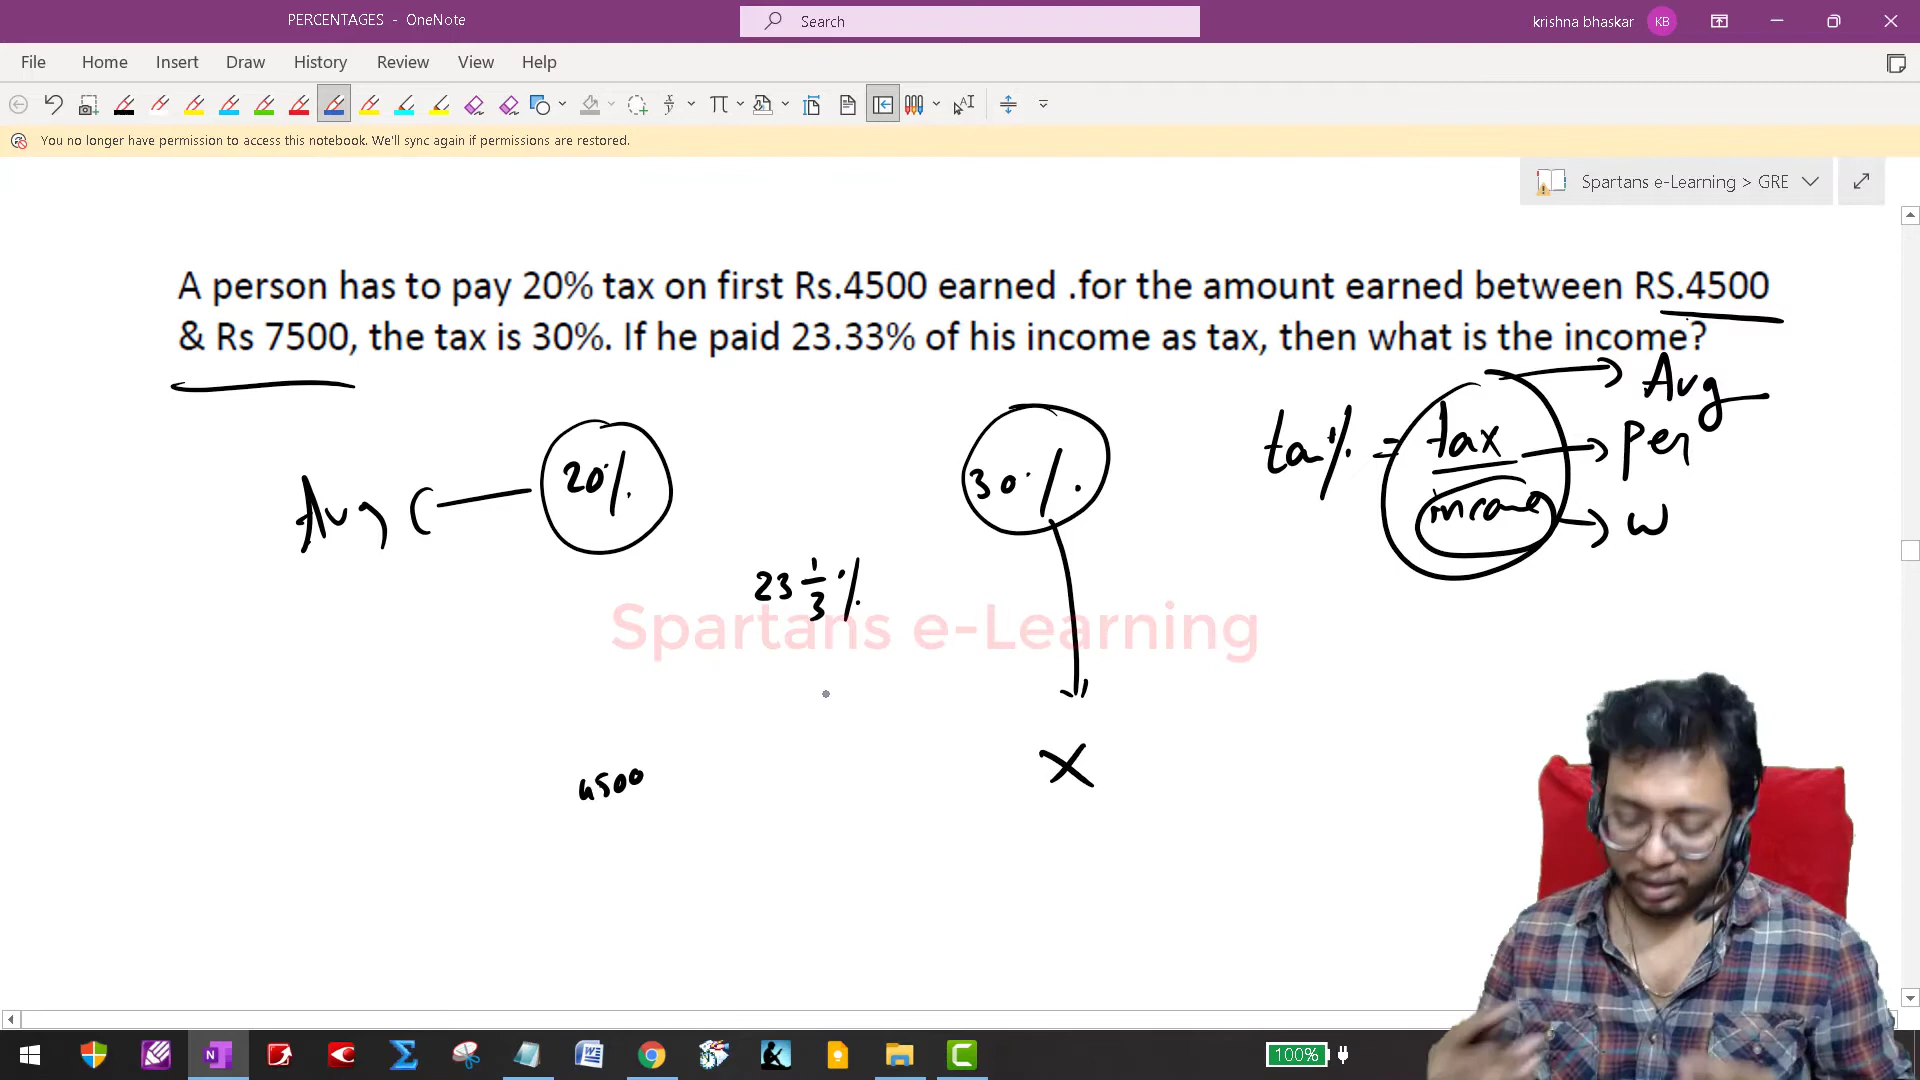 PERCENTAGES - OneNote
Search
krishna bhaskar
KB
File Home Insert Draw History Review View Help
You no longer have permission to access this notebook. We'll sync again if permissions are restored.
Spartans e-Learning > GRE
A person has to pay 20% tax on first Rs.4500 earned .for the amount earned between RS.4500
& Rs 7500, the tax is 30%. If he paid 23.33% of his income as tax, then what is the income?
Avg
tax
per
income
w
Avg
20%
30%
23 1/3 %
Spartans e-Learning
4500
x
100%